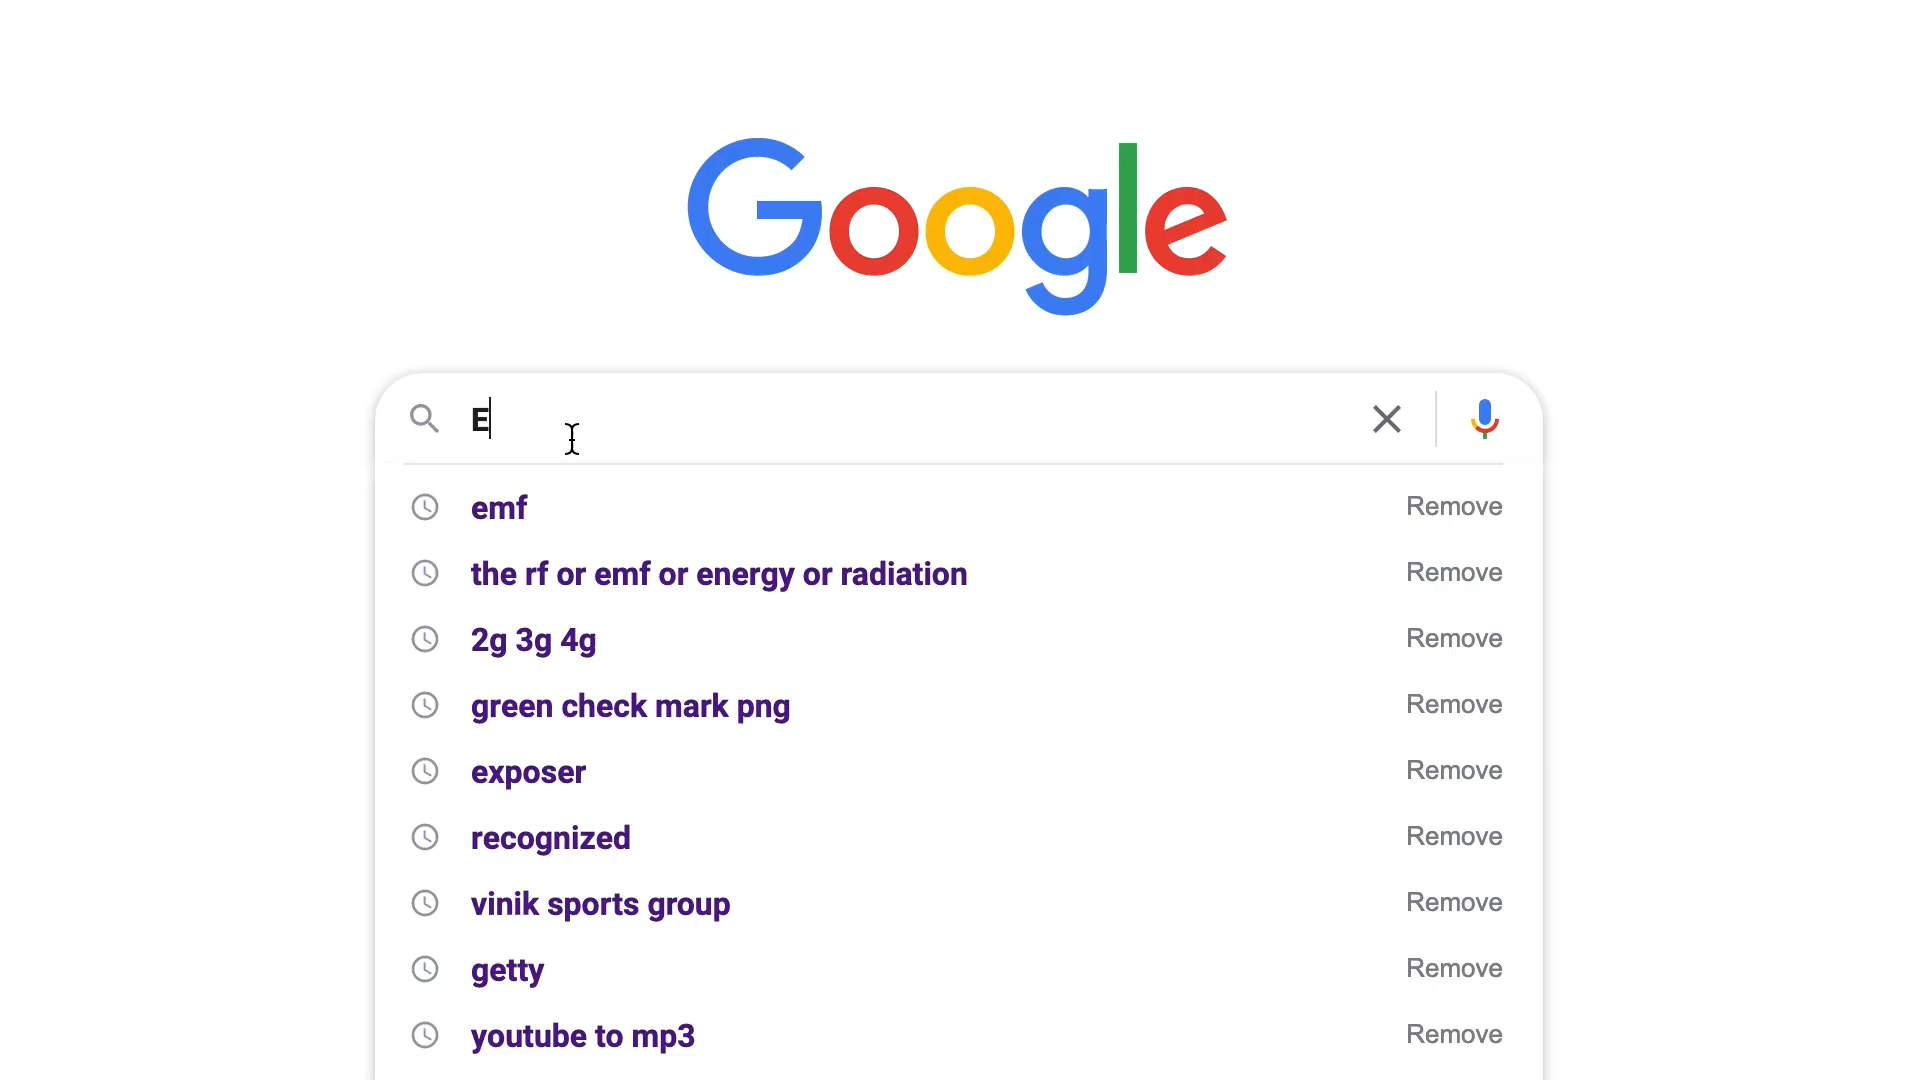 Google
E
emf Remove
the rf or emf or energy or radiation Remove
2g 3g 4g Remove
green check mark png Remove
exposer Remove
recognized Remove
vinik sports group Remove
getty Remove
youtube to mp3 Remove